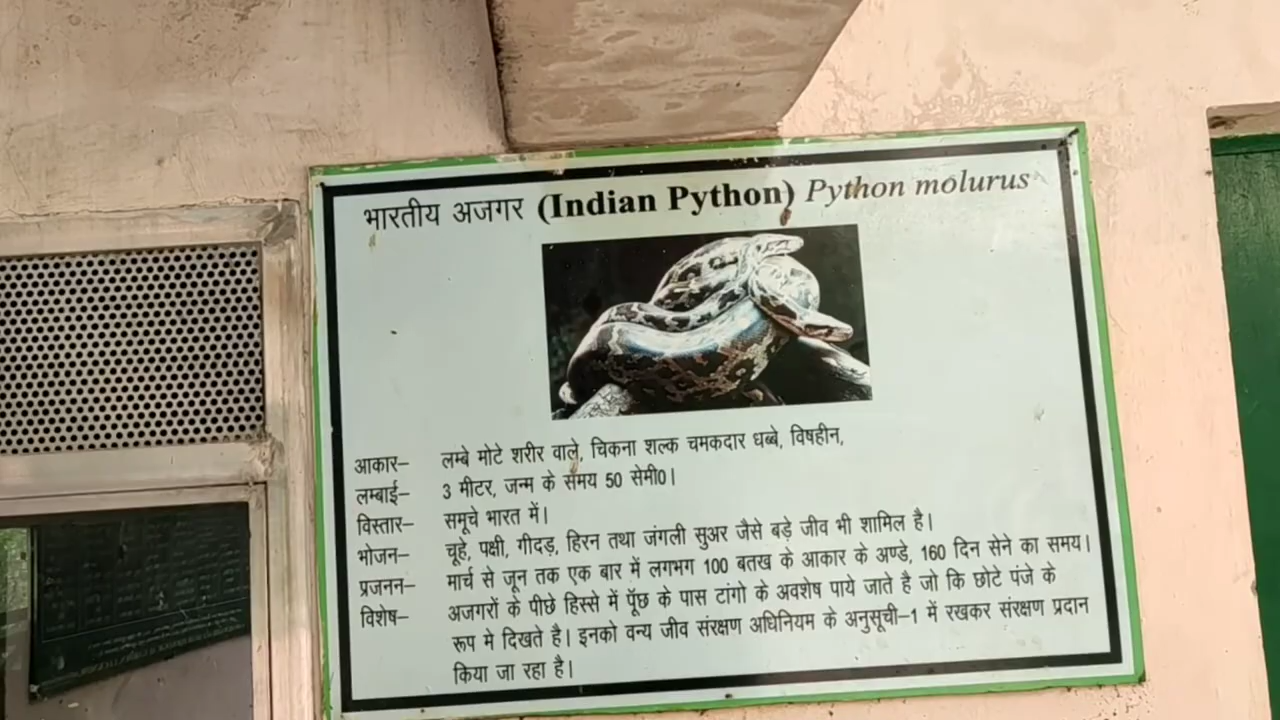 भारतीय अजगर (Indian Python) Python molurus
आकार– लम्बे मोटे शरीर वाले, चिकना शल्क चमकदार धब्बे, विषहीन,
लम्बाई– 3 मीटर, जन्म के समय 50 सेमी0।
विस्तार– समूचे भारत में।
भोजन– चूहे, पक्षी, गीदड़, हिरन तथा जंगली सुअर जैसे बड़े जीव भी शामिल है।
प्रजनन– मार्च से जून तक एक बार में लगभग 100 बतख के आकार के अण्डे, 160 दिन सेने का समय।
विशेष– अजगरों के पीछे हिस्से में पूँछ के पास टांगो के अवशेष पाये जाते है जो कि छोटे पंजे के
रूप मे दिखते है। इनको वन्य जीव संरक्षण अधिनियम के अनुसूची–1 में रखकर संरक्षण प्रदान
किया जा रहा है।